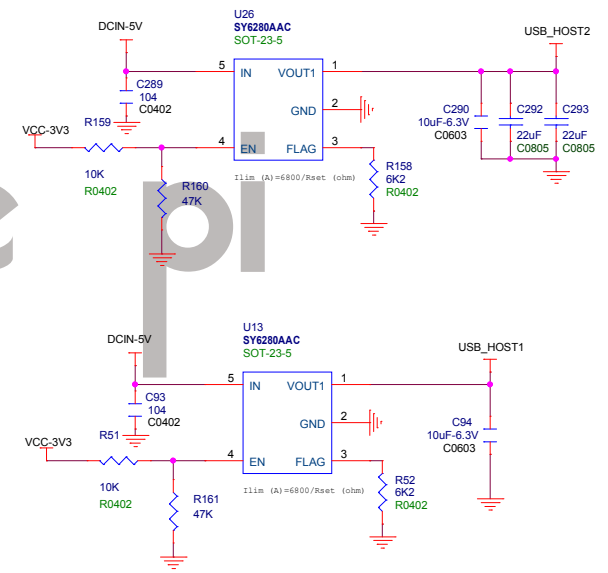 U26
SY6280AAC
SOT-23-5
DCIN-5V
USB_HOST2
5 IN VOUT1 1
C289
104
C0402
GND 2
C290
10uF-6.3V
C0603
C292
22uF
C0805
C293
22uF
C0805
R159
VCC-3V3
4 EN FLAG 3
10K
R0402
R160
47K
Ilim (A)=6800/Rset (ohm)
R158
6K2
R0402
pi
U13
SY6280AAC
SOT-23-5
DCIN-5V
USB_HOST1
5 IN VOUT1 1
C93
104
C0402
GND 2
C94
10uF-6.3V
C0603
R51
VCC-3V3
4 EN FLAG 3
10K
R0402
R161
47K
Ilim (A)=6800/Rset (ohm)
R52
6K2
R0402